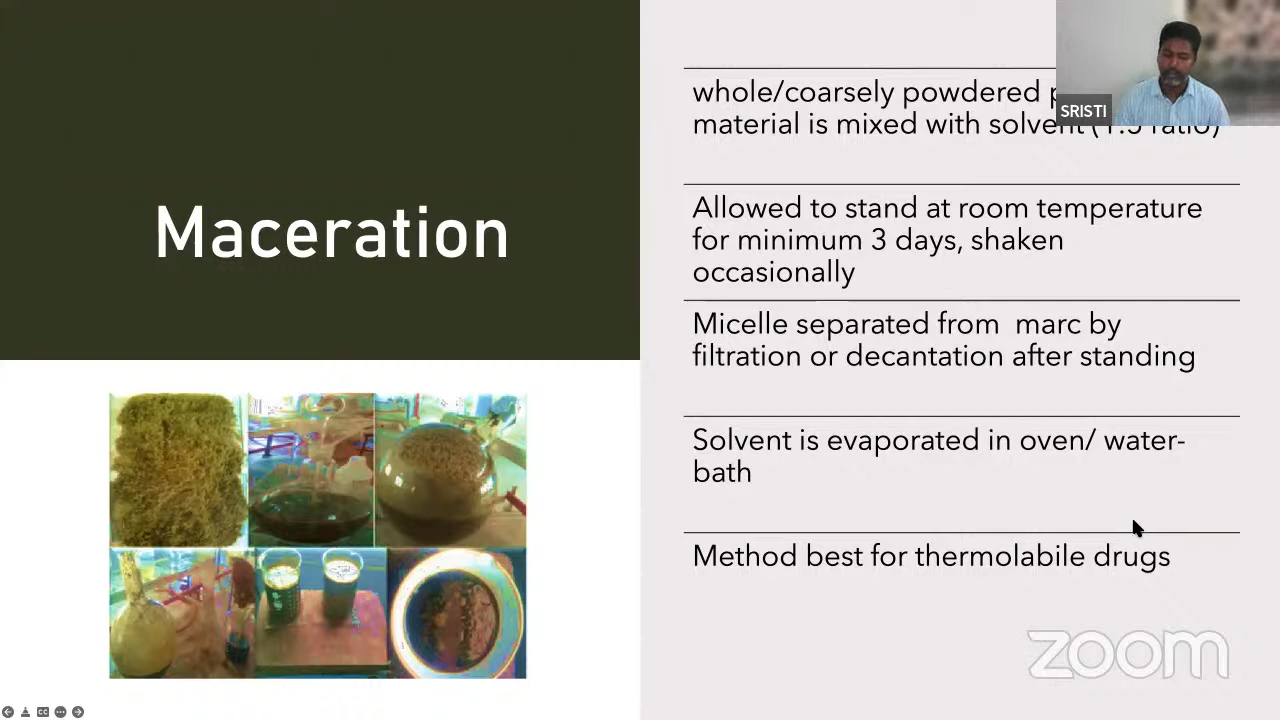 Maceration
whole/coarsely powdered
material is mixed with solvent
Allowed to stand at room temperature
for minimum 3 days, shaken
occasionally
Micelle separated from  marc by
filtration or decantation after standing
Solvent is evaporated in oven/ water-
bath
Method best for thermolabile drugs
SRISTI
zoom